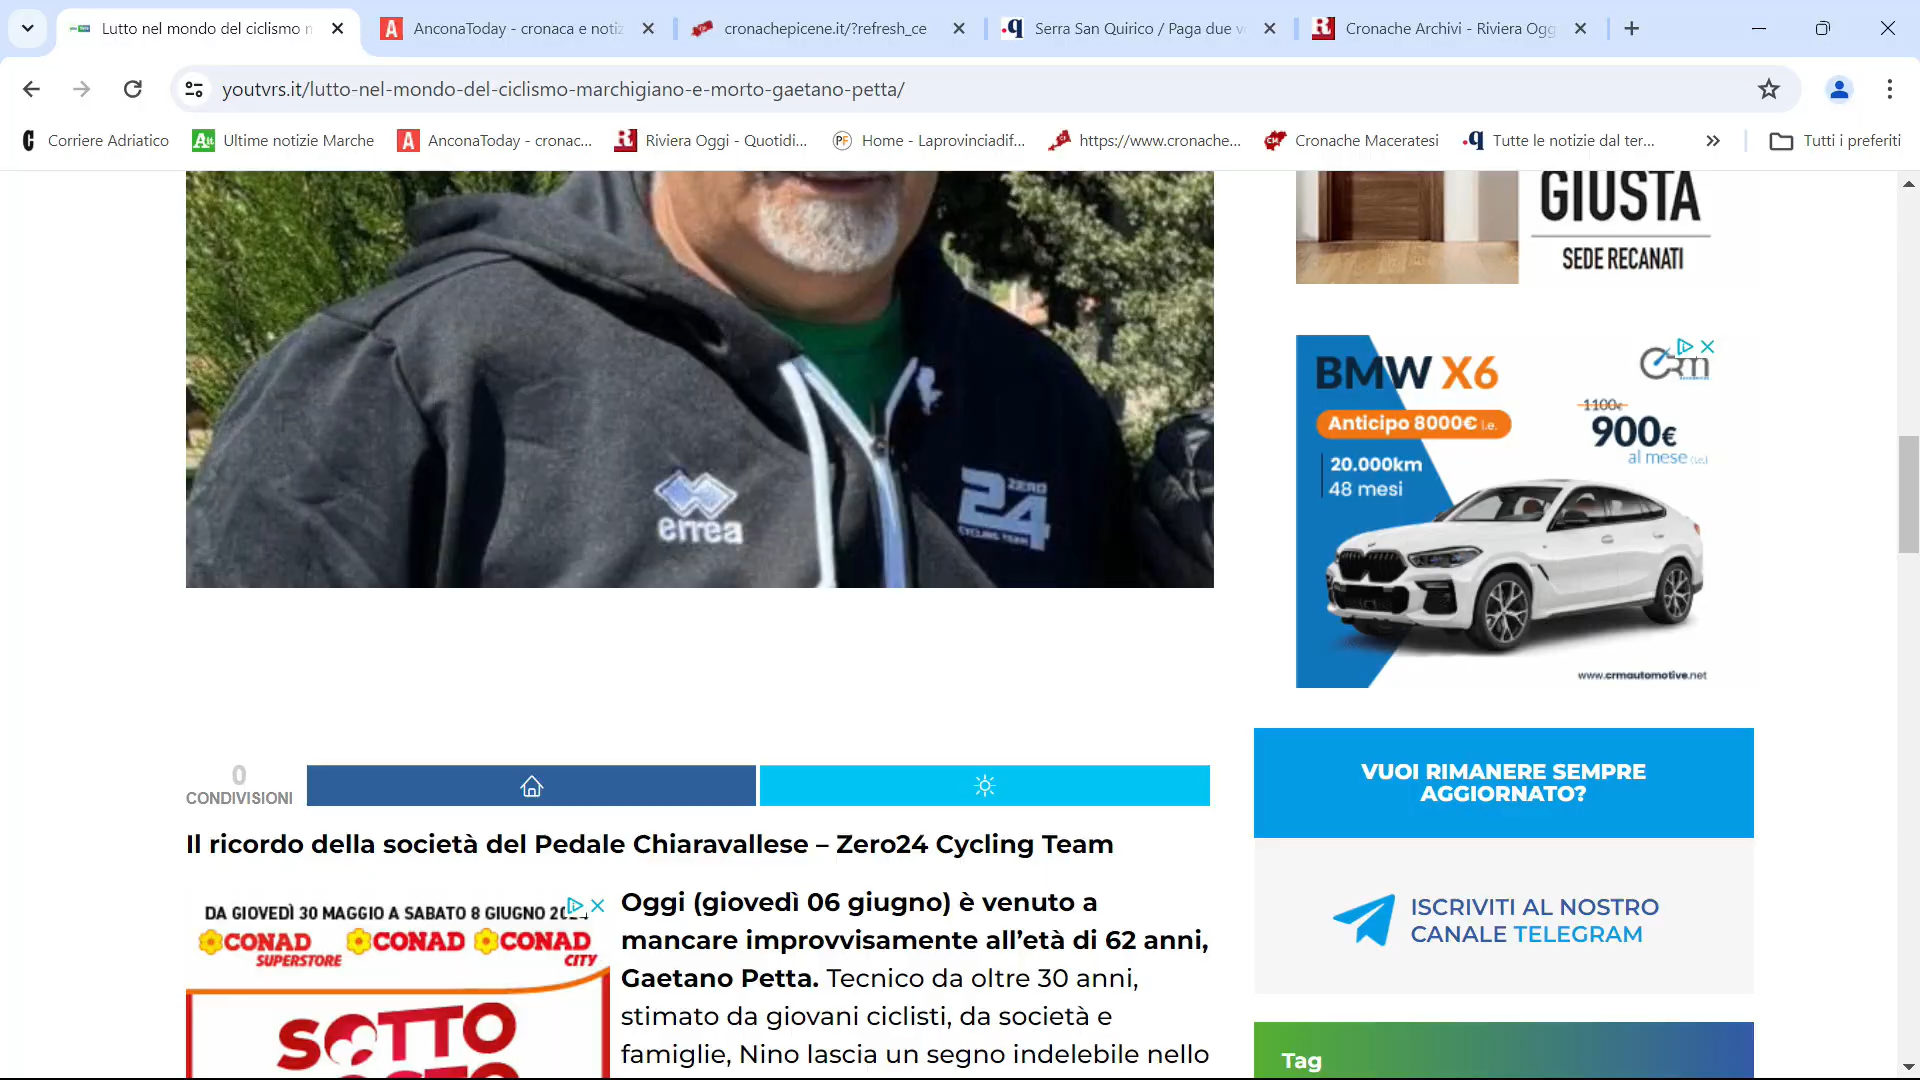 Lutto nel mondo del ciclismo
AnconaToday - cronaca e notiz
cronachepicene.it/?refresh_ce
Serra San Quirico / Paga due v
Cronache Archivi - Riviera Ogg
youtvrs.it/lutto-nel-mondo-del-ciclismo-marchigiano-e-morto-gaetano-petta/
Corriere Adriatico
Ultime notizie Marche
AnconaToday - cronac...
Riviera Oggi - Quotidi...
Home - Laprovinciadif...
https://www.cronache...
Cronache Maceratesi
Tutte le notizie dal ter...
Tutti i preferiti
GIUSTA
SEDE RECANATI
errea
ZERO
24
CYCLING TEAM
BMW X6
CRM
Anticipo 8000€ i.e.
1100€
900€
al mese (i.e.)
20.000km
48 mesi
www.crmautomotive.net
0
CONDIVISIONI
VUOI RIMANERE SEMPRE
AGGIORNATO?
Il ricordo della società del Pedale Chiaravallese – Zero24 Cycling Team
DA GIOVEDÌ 30 MAGGIO A SABATO 8 GIUGNO
CONAD SUPERSTORE
CONAD
CONAD CITY
SOTTO
COSTO
Oggi (giovedì 06 giugno) è venuto a
mancare improvvisamente all’età di 62 anni,
Gaetano Petta. Tecnico da oltre 30 anni,
stimato da giovani ciclisti, da società e
famiglie, Nino lascia un segno indelebile nello
ISCRIVITI AL NOSTRO
CANALE TELEGRAM
Tag